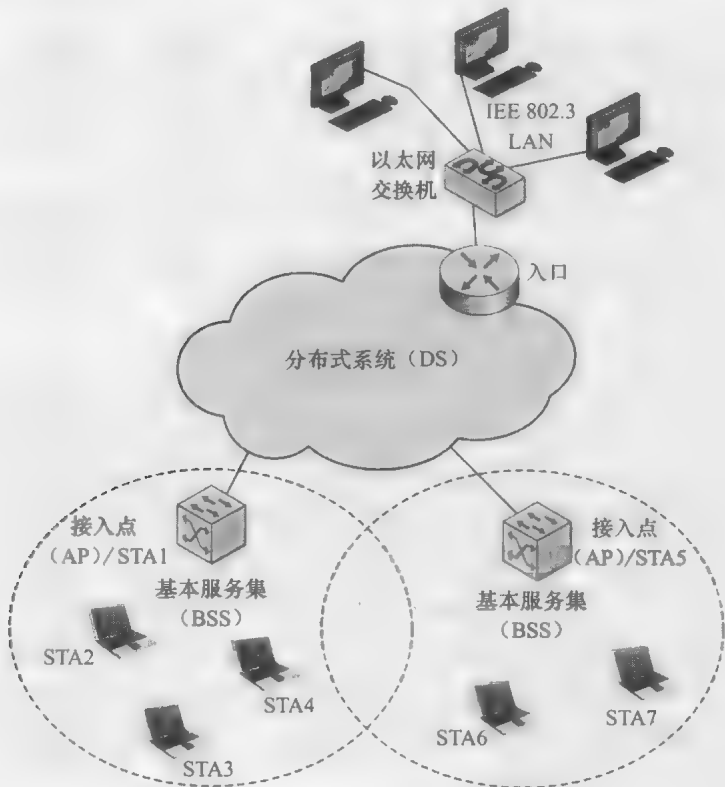 IEE 802.3
LAN
以太网
交换机
入口
分布式系统（DS）
接入点
（AP）/STA1
基本服务集
（BSS）
STA2
STA4
STA3
接入点
（AP）/STA5
基本服务集
（BSS）
STA7
STA6